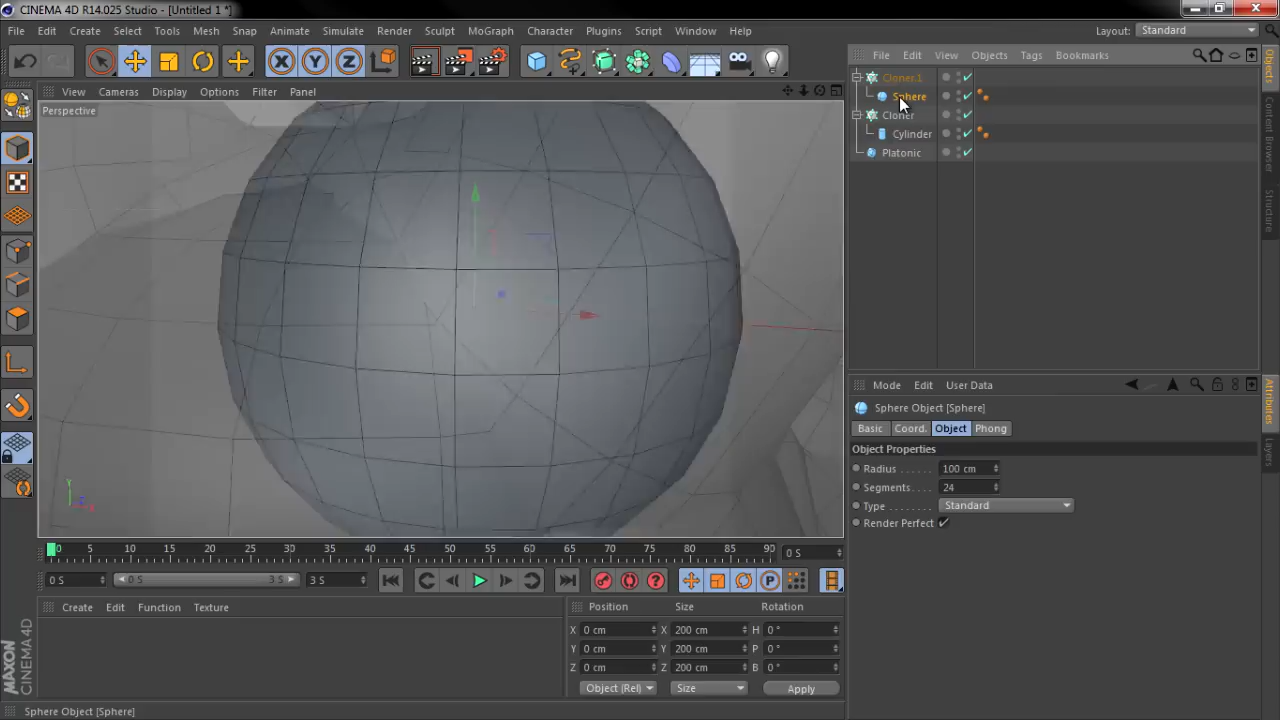 CINEMA 4D R14.025 Studio - [Untitled 1 *]
File Edit Create Select Tools Mesh Snap Animate Simulate Render Sculpt MoGraph Character Plugins Script Window Help Layout: Standard
X Y Z
File Edit View Objects Tags Bookmarks
View Cameras Display Options Filter Panel
Perspective
Cloner.1
Sphere
Cloner
Cylinder
Platonic
Objects
Content Browser
Structure
Mode Edit User Data
Sphere Object [Sphere]
Basic Coord. Object Phong
Object Properties
Radius 100 cm
Segments 24
Type Standard
Render Perfect
Attributes
Layers
Y
0 5 10 15 20 25 30 35 40 45 50 55 60 65 70 75 80 85 90 0 S
0 S 0 S 3 S 3 S
P
Create Edit Function Texture
Position Size Rotation
X 0 cm X 200 cm H 0 °
Y 0 cm Y 200 cm P 0 °
Z 0 cm Z 200 cm B 0 °
Object (Rel) Size Apply
MAXON CINEMA 4D
Sphere Object [Sphere]